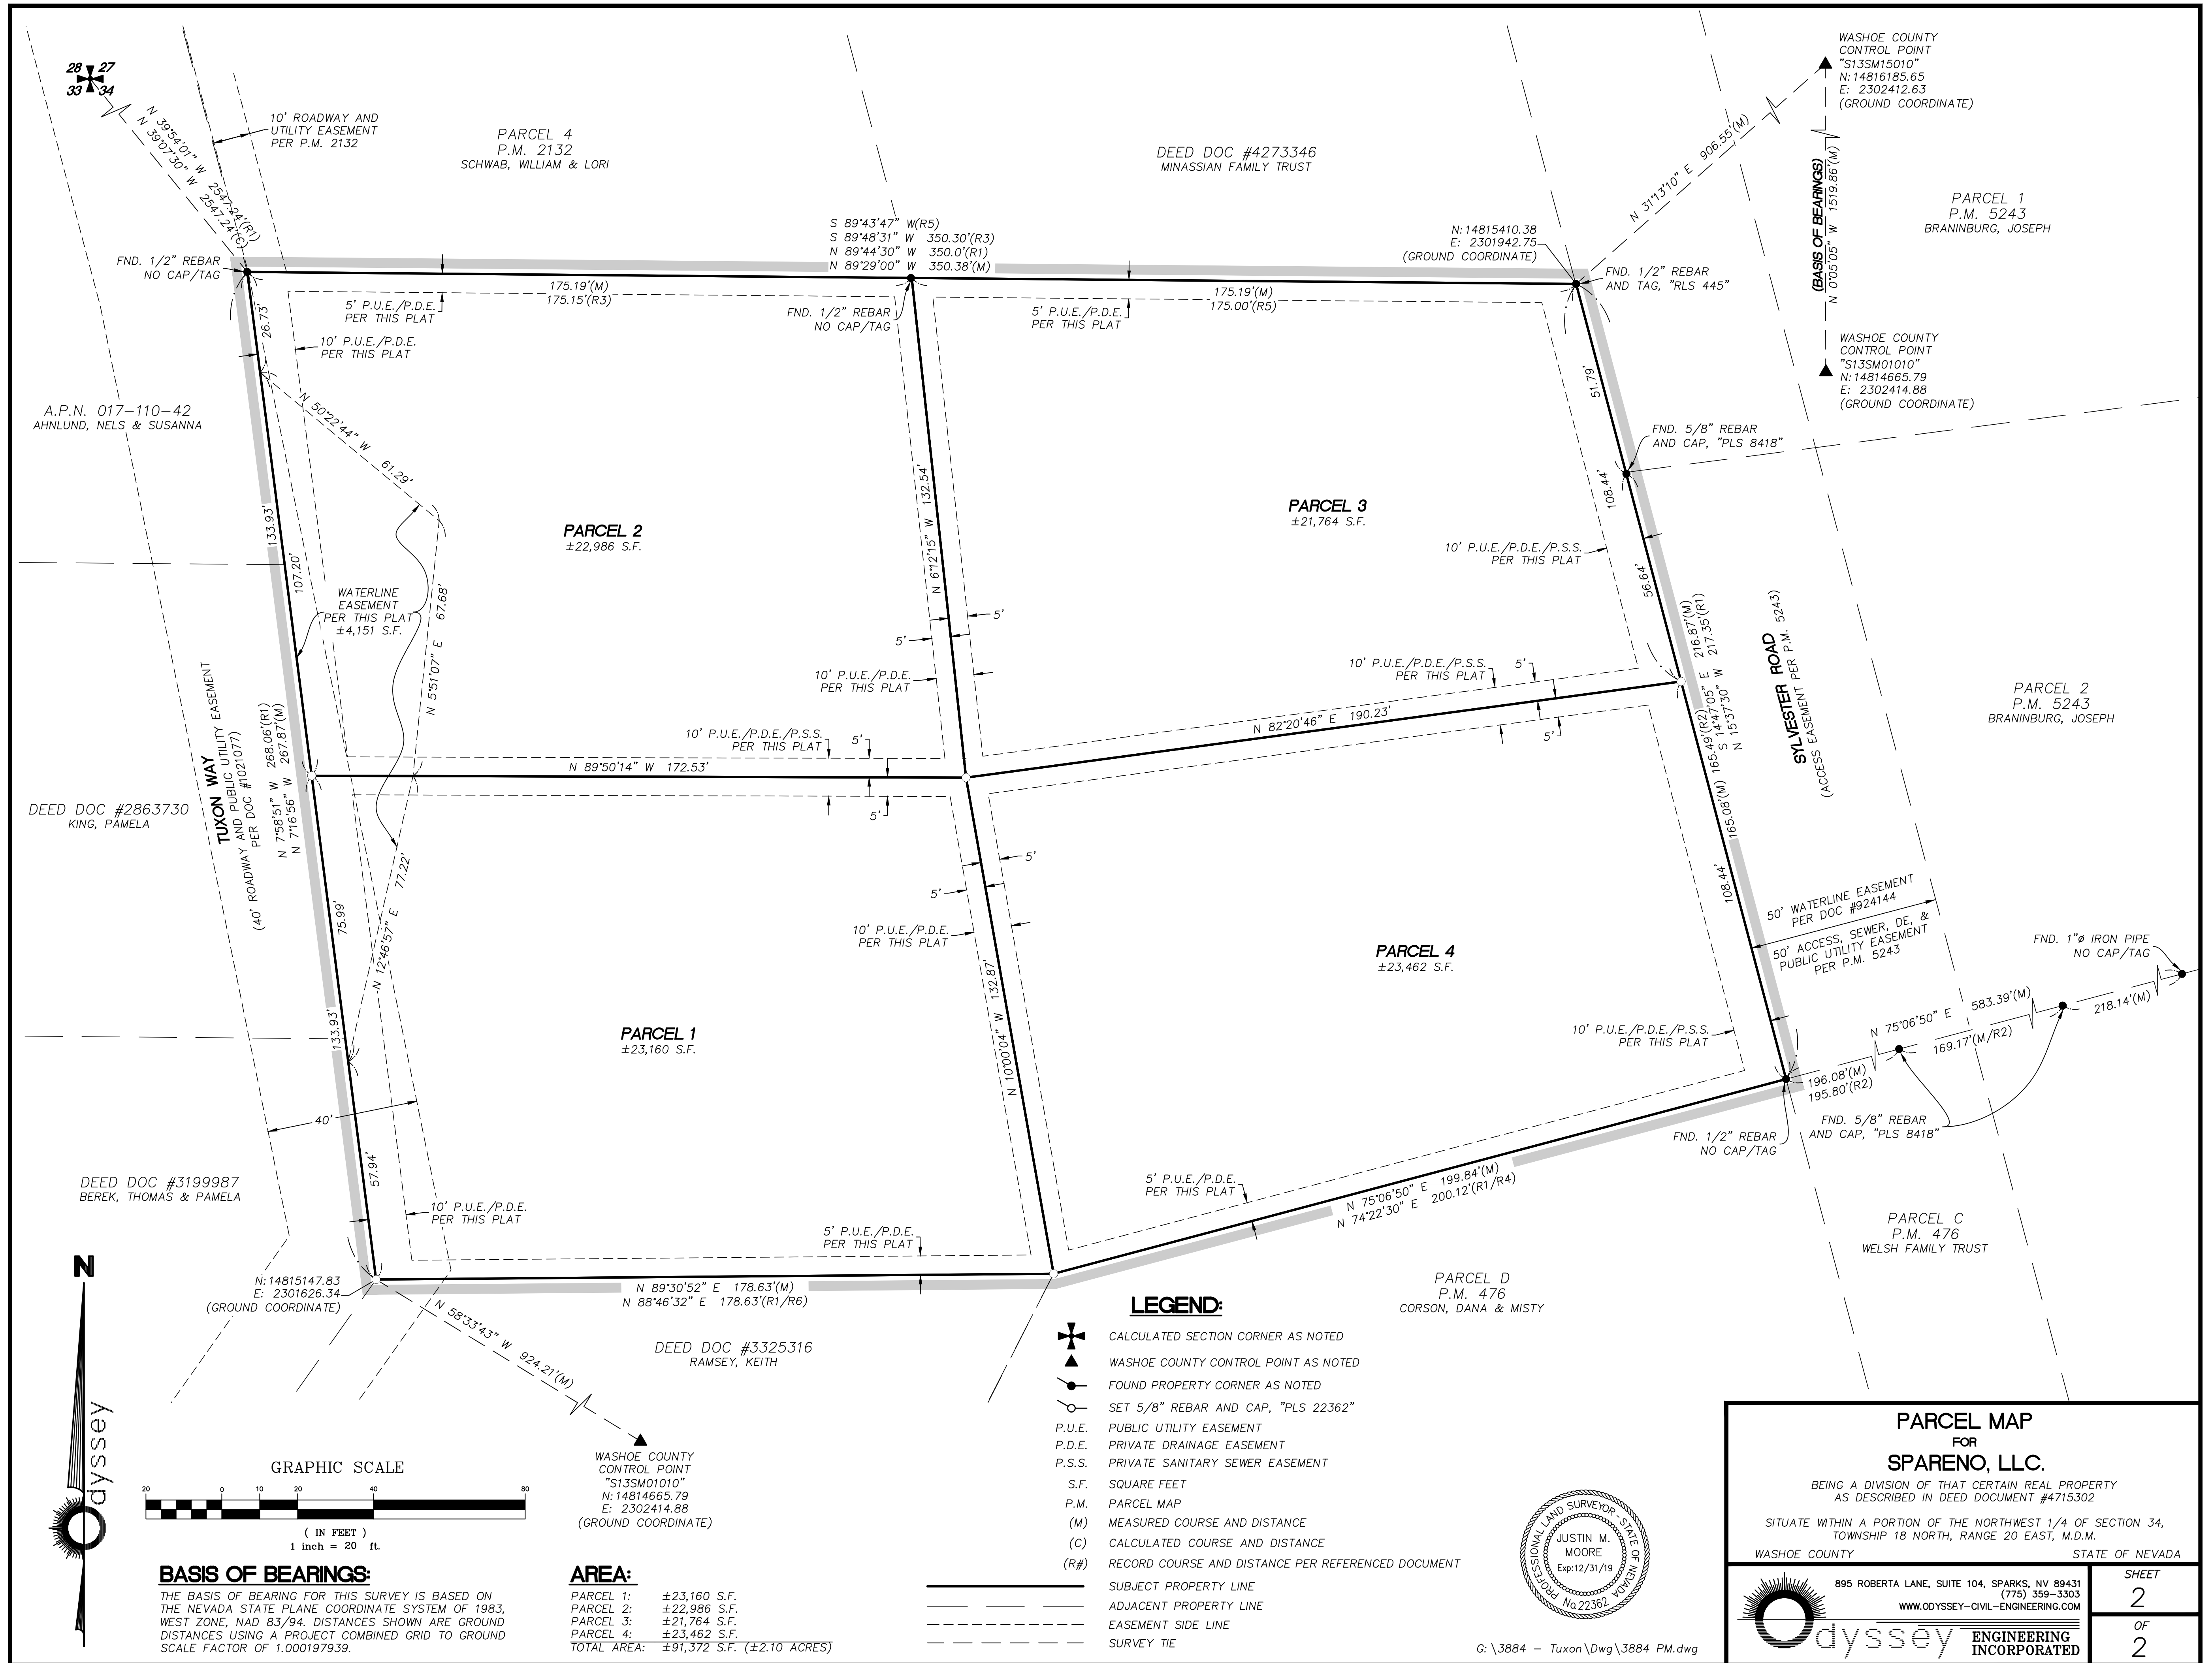 28 27
33 34
N 39°54'01" W 2547.24'(R1)
N 39°07'30" W 2547.24'(C)
10' ROADWAY AND
UTILITY EASEMENT
PER P.M. 2132
PARCEL 4
P.M. 2132
SCHWAB, WILLIAM & LORI
DEED DOC #4273346
MINASSIAN FAMILY TRUST
WASHOE COUNTY
CONTROL POINT
"S13SM15010"
N:14816185.65
E: 2302412.63
(GROUND COORDINATE)
N 31°13'10" E 906.55'(M)
(BASIS OF BEARINGS)
N 0°05'05" W 1519.86'(M)
PARCEL 1
P.M. 5243
BRANINBURG, JOSEPH
WASHOE COUNTY
CONTROL POINT
"S13SM01010"
N:14814665.79
E: 2302414.88
(GROUND COORDINATE)
FND. 1/2" REBAR
NO CAP/TAG
S 89°43'47" W(R5)
S 89°48'31" W 350.30'(R3)
N 89°44'30" W 350.0'(R1)
N 89°29'00" W 350.38'(M)
N:14815410.38
E: 2301942.75
(GROUND COORDINATE)
FND. 1/2" REBAR
AND TAG, "RLS 445"
175.19'(M)
175.15'(R3)
5' P.U.E./P.D.E.
PER THIS PLAT
FND. 1/2" REBAR
NO CAP/TAG
175.19'(M)
175.00'(R5)
5' P.U.E./P.D.E.
PER THIS PLAT
26.73'
10' P.U.E./P.D.E.
PER THIS PLAT
51.79'
A.P.N. 017-110-42
AHNLUND, NELS & SUSANNA
N 50°22'44" W 61.29'
FND. 5/8" REBAR
AND CAP, "PLS 8418"
133.93'
107.20'
PARCEL 2
±22,986 S.F.
N 6°12'15" W 132.54'
PARCEL 3
±21,764 S.F.
108.44'
10' P.U.E./P.D.E./P.S.S.
PER THIS PLAT
56.64'
WATERLINE
EASEMENT
PER THIS PLAT
±4,151 S.F.
N 5°51'07" E 67.68'
5'
5'
10' P.U.E./P.D.E.
PER THIS PLAT
10' P.U.E./P.D.E./P.S.S.
PER THIS PLAT
5'
216.87'(M)
217.35'(R1)
S 14°47'05" E
N 15°37'30" W
165.08'(M) 165.49'(R2)
SYLVESTER ROAD
(ACCESS EASEMENT PER P.M. 5243)
PARCEL 2
P.M. 5243
BRANINBURG, JOSEPH
TUXON WAY
(40' ROADWAY AND PUBLIC UTILITY EASEMENT
PER DOC #1021077)
N 7°58'51" W 268.06'(R1)
N 7°16'56" W 267.87'(M)
10' P.U.E./P.D.E./P.S.S.
PER THIS PLAT
5'
N 89°50'14" W 172.53'
5'
N 82°20'46" E 190.23'
5'
DEED DOC #2863730
KING, PAMELA
75.99'
77.22'
N 12°46'57" E
5'
5'
10' P.U.E./P.D.E.
PER THIS PLAT
108.44'
50' WATERLINE EASEMENT
PER DOC #924144
50' ACCESS, SEWER, DE, &
PUBLIC UTILITY EASEMENT
PER P.M. 5243
FND. 1"ø IRON PIPE
NO CAP/TAG
PARCEL 4
±23,462 S.F.
PARCEL 1
±23,160 S.F.
133.93'
N 10°00'04" W 132.87'
10' P.U.E./P.D.E./P.S.S.
PER THIS PLAT
N 75°06'50" E 583.39'(M)
218.14'(M)
169.17'(M/R2)
196.08'(M)
195.80'(R2)
FND. 5/8" REBAR
AND CAP, "PLS 8418"
FND. 1/2" REBAR
NO CAP/TAG
40'
57.94'
DEED DOC #3199987
BEREK, THOMAS & PAMELA
10' P.U.E./P.D.E.
PER THIS PLAT
5' P.U.E./P.D.E.
PER THIS PLAT
5' P.U.E./P.D.E.
PER THIS PLAT
N 75°06'50" E 199.84'(M)
N 74°22'30" E 200.12'(R1/R4)
PARCEL C
P.M. 476
WELSH FAMILY TRUST
N:14815147.83
E: 2301626.34
(GROUND COORDINATE)
N 89°30'52" E 178.63'(M)
N 88°46'32" E 178.63'(R1/R6)
PARCEL D
P.M. 476
CORSON, DANA & MISTY
N 58°33'43" W 924.21'(M)
DEED DOC #3325316
RAMSEY, KEITH
WASHOE COUNTY
CONTROL POINT
"S13SM01010"
N:14814665.79
E: 2302414.88
(GROUND COORDINATE)
N
dyssey
GRAPHIC SCALE
20 0 10 20 40 80
( IN FEET )
1 inch = 20 ft.
BASIS OF BEARINGS:
THE BASIS OF BEARING FOR THIS SURVEY IS BASED ON
THE NEVADA STATE PLANE COORDINATE SYSTEM OF 1983,
WEST ZONE, NAD 83/94. DISTANCES SHOWN ARE GROUND
DISTANCES USING A PROJECT COMBINED GRID TO GROUND
SCALE FACTOR OF 1.000197939.
AREA:
PARCEL 1: ±23,160 S.F.
PARCEL 2: ±22,986 S.F.
PARCEL 3: ±21,764 S.F.
PARCEL 4: ±23,462 S.F.
TOTAL AREA: ±91,372 S.F. (±2.10 ACRES)
LEGEND:
CALCULATED SECTION CORNER AS NOTED
WASHOE COUNTY CONTROL POINT AS NOTED
FOUND PROPERTY CORNER AS NOTED
SET 5/8" REBAR AND CAP, "PLS 22362"
P.U.E. PUBLIC UTILITY EASEMENT
P.D.E. PRIVATE DRAINAGE EASEMENT
P.S.S. PRIVATE SANITARY SEWER EASEMENT
S.F. SQUARE FEET
P.M. PARCEL MAP
(M) MEASURED COURSE AND DISTANCE
(C) CALCULATED COURSE AND DISTANCE
(R#) RECORD COURSE AND DISTANCE PER REFERENCED DOCUMENT
SUBJECT PROPERTY LINE
ADJACENT PROPERTY LINE
EASEMENT SIDE LINE
SURVEY TIE
PROFESSIONAL LAND SURVEYOR - STATE OF NEVADA
JUSTIN M.
MOORE
Exp:12/31/19
No.22362
G: \3884 - Tuxon\Dwg\3884 PM.dwg
PARCEL MAP
FOR
SPARENO, LLC.
BEING A DIVISION OF THAT CERTAIN REAL PROPERTY
AS DESCRIBED IN DEED DOCUMENT #4715302
SITUATE WITHIN A PORTION OF THE NORTHWEST 1/4 OF SECTION 34,
TOWNSHIP 18 NORTH, RANGE 20 EAST, M.D.M.
WASHOE COUNTY STATE OF NEVADA
895 ROBERTA LANE, SUITE 104, SPARKS, NV 89431
(775) 359-3303
WWW.ODYSSEY-CIVIL-ENGINEERING.COM
dyssey ENGINEERING
INCORPORATED
SHEET
2
OF
2